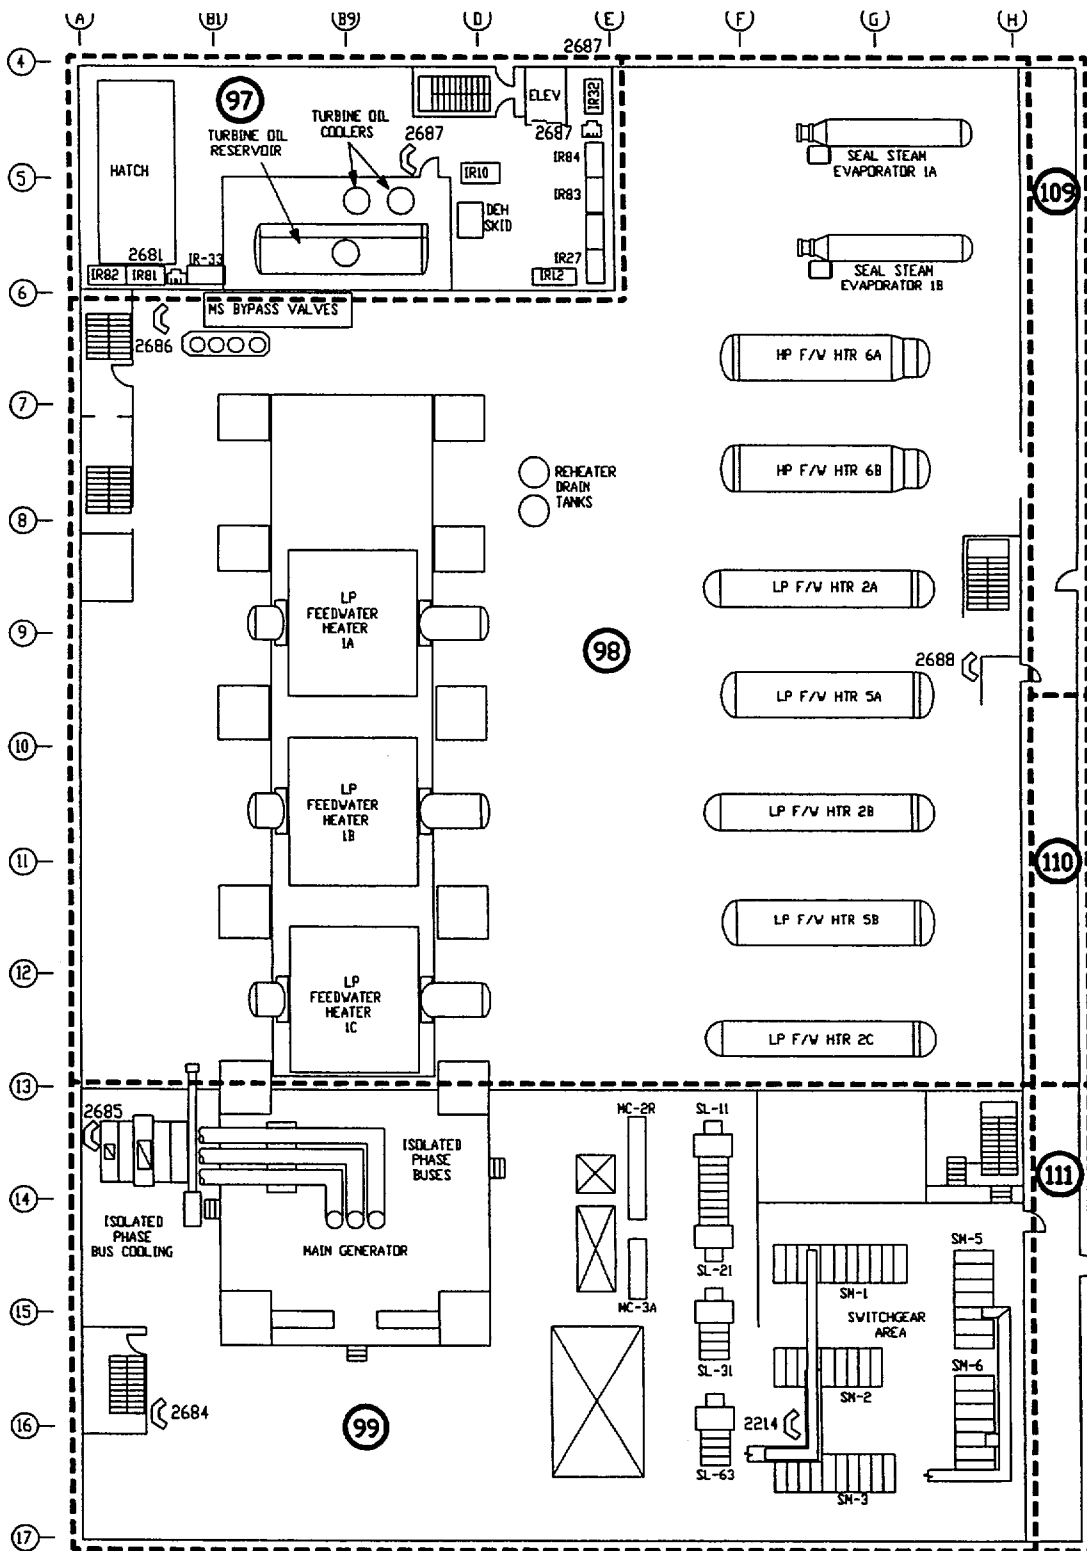 A B1 B9 D E F G H
2687
4
97
ELEV
IR32
TURBINE OIL
COOLERS
TURBINE OIL
RESERVOIR
2687
2687
HATCH
IR84
SEAL STEAM
EVAPORATOR 1A
5
IR10
IR83
109
DEH
SKID
2681
IR-33
IR27
IR82
IR81
IR12
SEAL STEAM
EVAPORATOR 1B
6
MS BYPASS VALVES
2686
HP F/W HTR 6A
7
REHEATER
DRAIN
TANKS
HP F/W HTR 6B
8
LP
FEEDWATER
HEATER
1A
LP F/W HTR 2A
9
98
2688
LP F/W HTR 5A
10
LP
FEEDWATER
HEATER
1B
LP F/W HTR 2B
11
110
LP F/W HTR 5B
12
LP
FEEDWATER
HEATER
1C
LP F/W HTR 2C
13
2685
MC-2R
SL-11
ISOLATED
PHASE
BUSES
14
111
ISOLATED
PHASE
BUS COOLING
MAIN GENERATOR
SM-5
SL-21
SM-1
15
MC-3A
SWITCHGEAR
AREA
SL-31
SM-6
SM-2
16
2684
99
2214
SL-63
SM-3
17